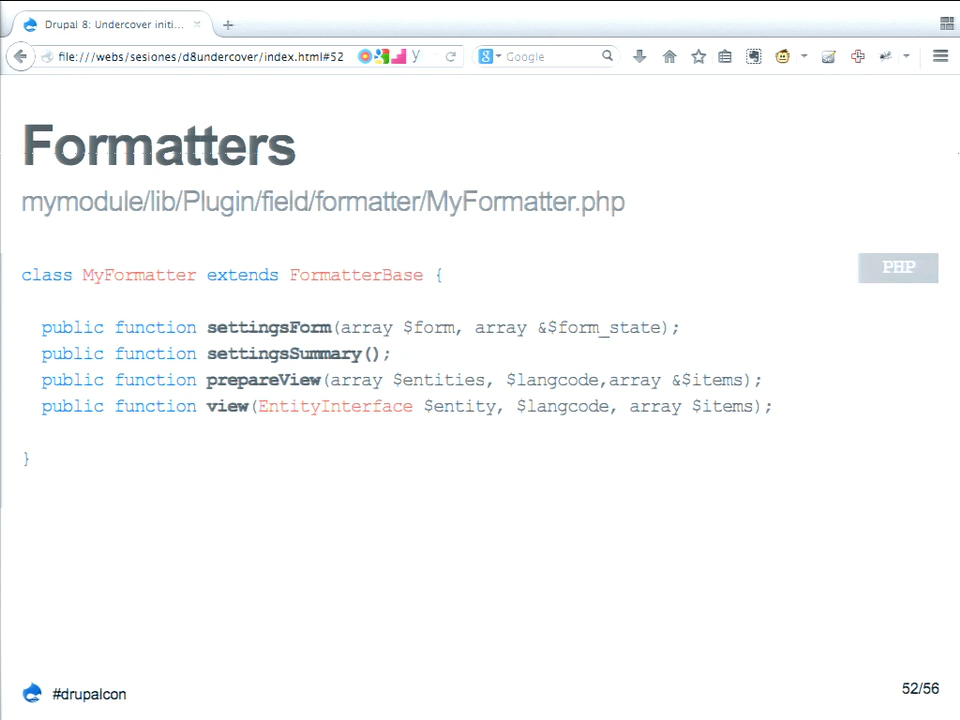 Drupal 8: Undercover initi...
file:///webs/sesiones/d8undercover/index.html#52
Google
Formatters
mymodule/lib/Plugin/field/formatter/MyFormatter.php
PHP
class MyFormatter extends FormatterBase {
public function settingsForm(array $form, array &$form_state);
public function settingsSummary();
public function prepareView(array $entities, $langcode,array &$items);
public function view(EntityInterface $entity, $langcode, array $items);
}
#drupalcon
52/56